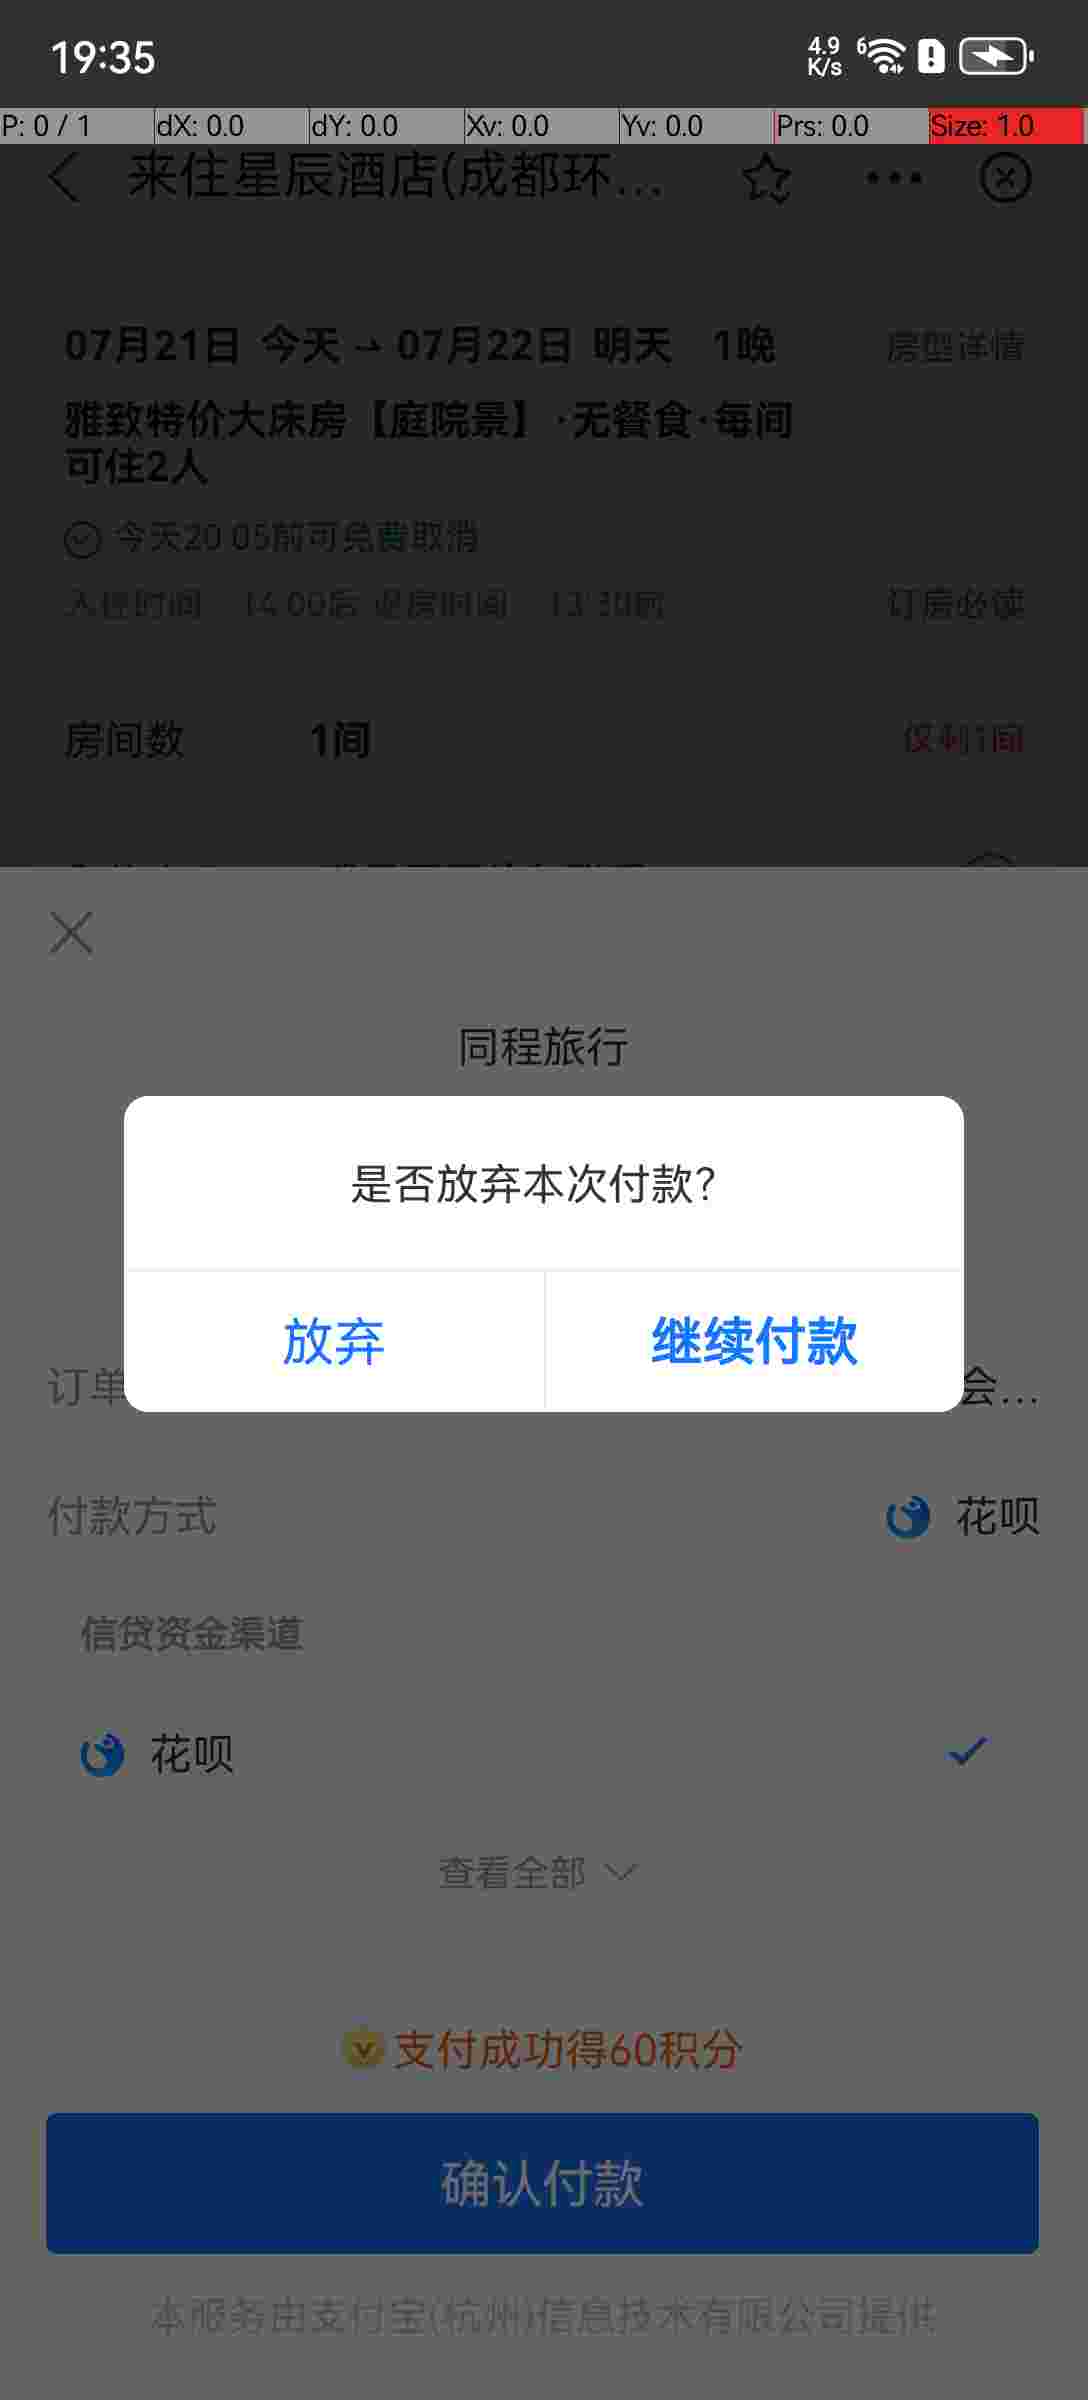 19:35
4.9 K/s
6
P: 0 / 1 dX: 0.0 dY: 0.0 Xv: 0.0 Yv: 0.0 Prs: 0.0 Size: 1.0
来住星辰酒店(成都环...
07月21日 今天 → 07月22日 明天 1晚 房型详情
雅致特价大床房【庭院景】·无餐食·每间
可住2人
今天20:05前可免费取消
入住时间 14:00后 退房时间 13:30前 订房必读
房间数 1间 仅剩1间
同程旅行
是否放弃本次付款?
放弃 继续付款
订单 会...
付款方式 花呗
信贷资金渠道
花呗
查看全部
支付成功得60积分
确认付款
本服务由支付宝(杭州)信息技术有限公司提供